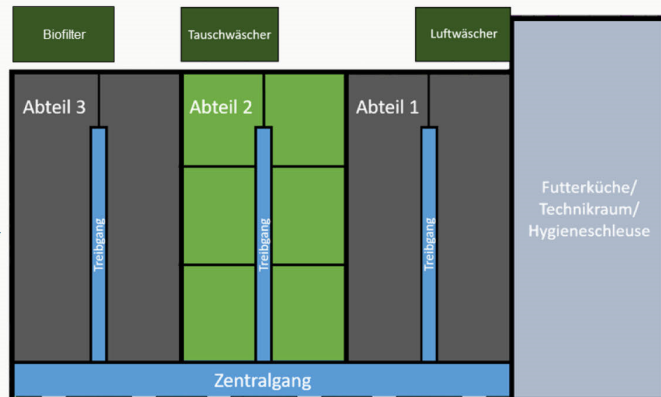 Biofilter
Tauschwäscher
Luftwäscher
Abteil 3
Abteil 2
Abteil 1
Treibgang
Treibgang
Treibgang
Futterküche/
Technikraum/
Hygieneschleuse
Zentralgang